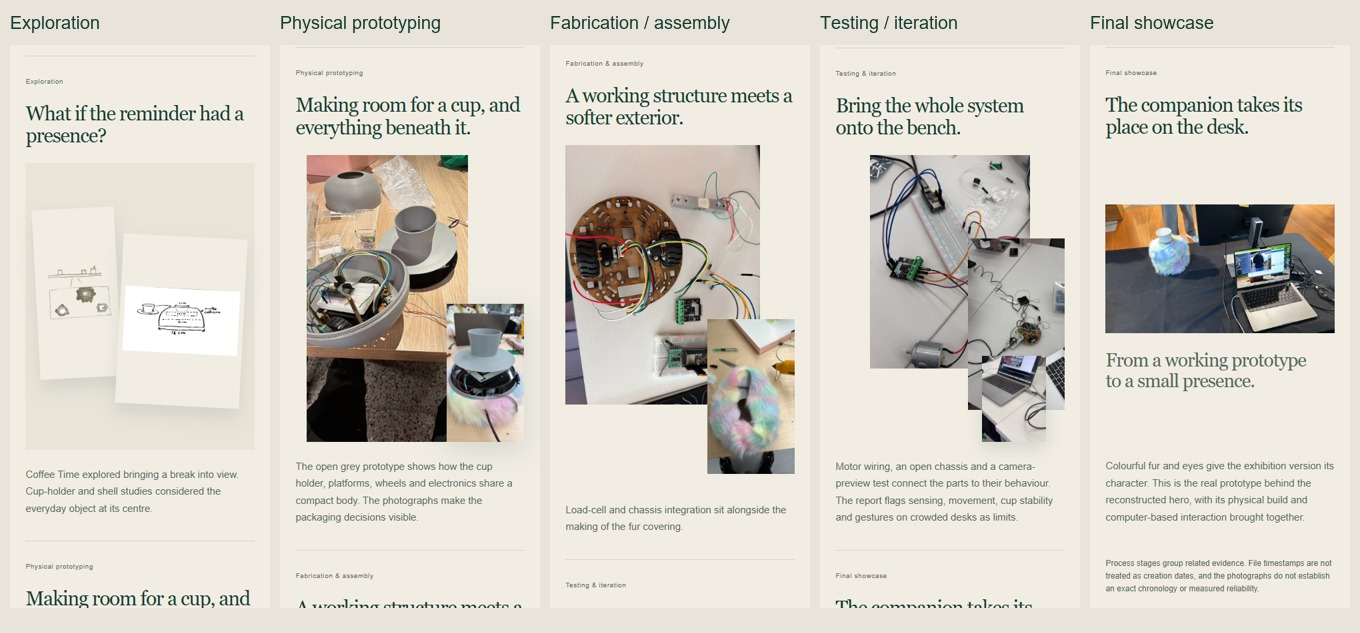 Exploration
Exploration
What if the reminder had a
presence?
Coffee Time explored bringing a break into view.
Cup-holder and shell studies considered the
everyday object at its centre.
Physical prototyping
Making room for a cup, and
Physical prototyping
Physical prototyping
Making room for a cup, and
everything beneath it.
The open grey prototype shows how the cup
holder, platforms, wheels and electronics share a
compact body. The photographs make the
packaging decisions visible.
Fabrication & assembly
A working structure meets a
Fabrication / assembly
Fabrication & assembly
A working structure meets a
softer exterior.
Load-cell and chassis integration sit alongside the
making of the fur covering.
Testing & iteration
Testing / iteration
Testing & iteration
Bring the whole system
onto the bench.
Motor wiring, an open chassis and a camera-
preview test connect the parts to their behaviour.
The report flags sensing, movement, cup stability
and gestures on crowded desks as limits.
Final showcase
The companion takes its
Final showcase
Final showcase
The companion takes its
place on the desk.
From a working prototype
to a small presence.
Colourful fur and eyes give the exhibition version its
character. This is the real prototype behind the
reconstructed hero, with its physical build and
computer-based interaction brought together.
Process stages group related evidence. File timestamps are not
treated as creation dates, and the photographs do not establish
an exact chronology or measured reliability.